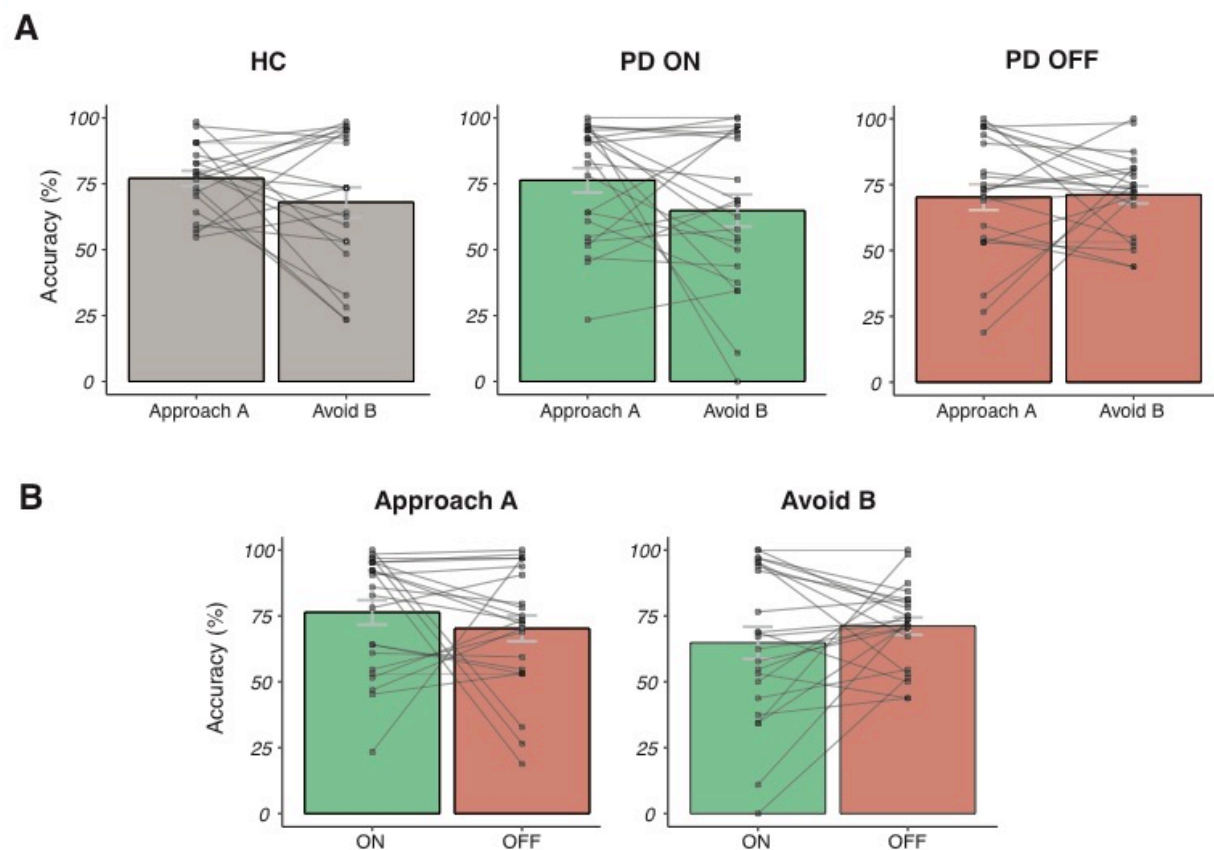 A
HC
PD ON
PD OFF
Accuracy (%)
100
75
50
25
0
Approach A
Avoid B
100
75
50
25
0
Approach A
Avoid B
100
75
50
25
0
Approach A
Avoid B
B
Approach A
Avoid B
Accuracy (%)
100
75
50
25
0
ON
OFF
100
75
50
25
0
ON
OFF